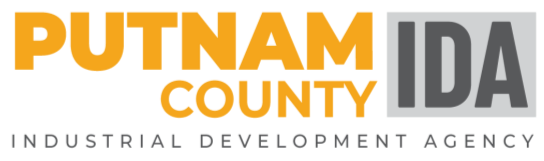 PUTNAM
COUNTY
IDA
INDUSTRIAL DEVELOPMENT AGENCY